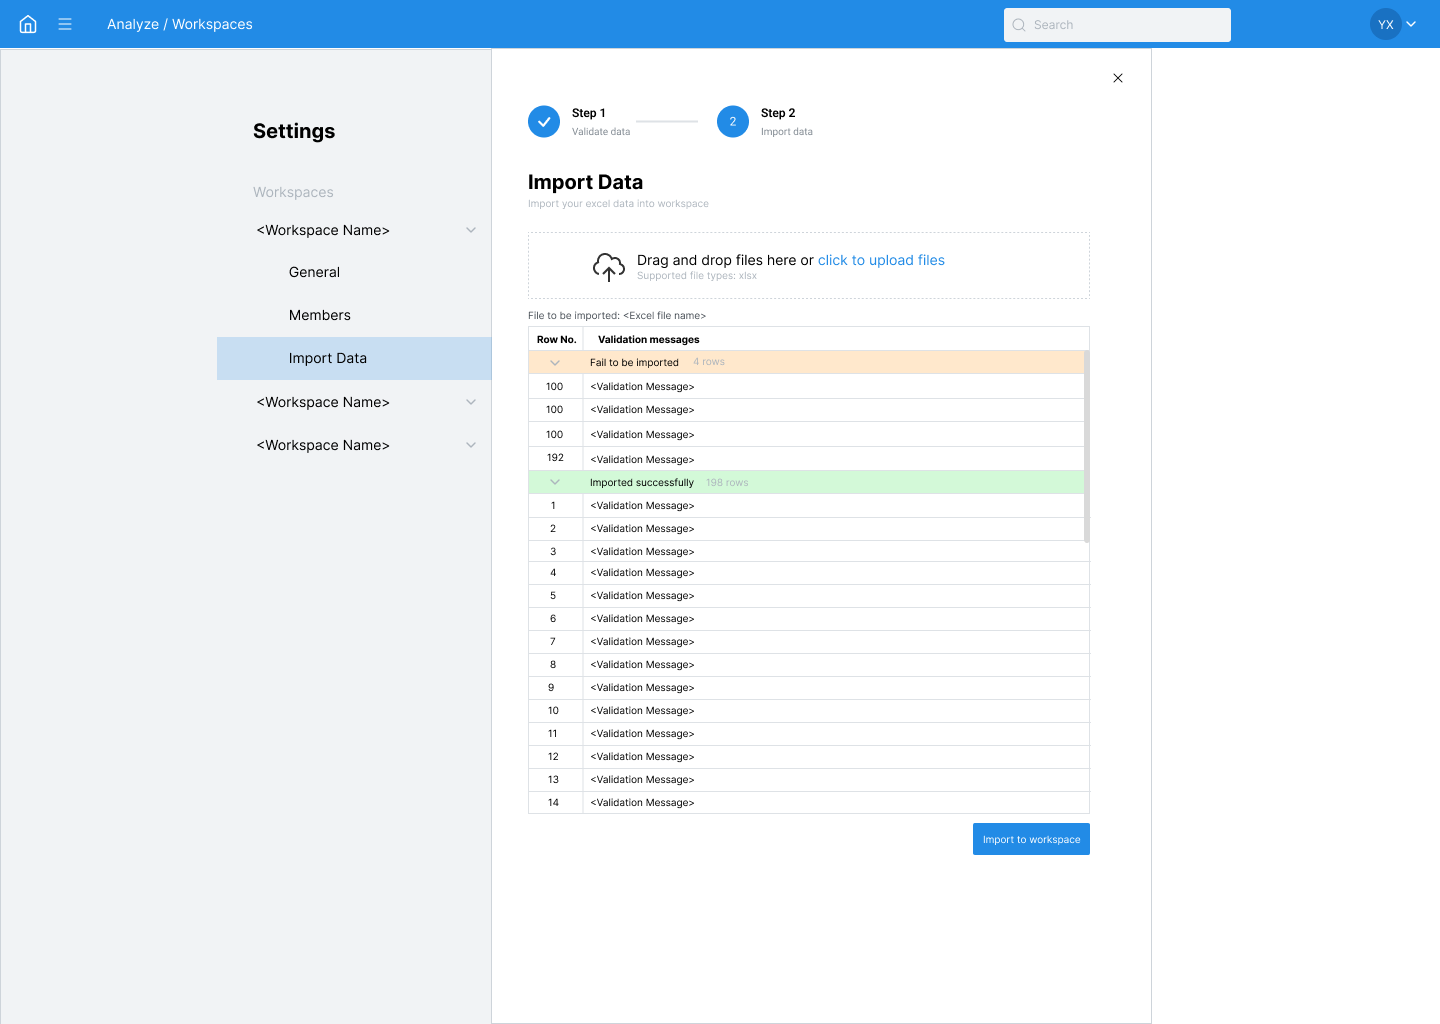 Analyze / Workspaces
Search
YX
Settings
Workspaces
<Workspace Name>
General
Members
Import Data
<Workspace Name>
<Workspace Name>
Step 1
Validate data
2
Step 2
Import data
Import Data
Import your excel data into workspace
Drag and drop files here or click to upload files
Supported file types: xlsx
File to be imported: <Excel file name>
Row No. Validation messages
Fail to be imported 4 rows
100 <Validation Message>
100 <Validation Message>
100 <Validation Message>
192 <Validation Message>
Imported successfully 198 rows
1 <Validation Message>
2 <Validation Message>
3 <Validation Message>
4 <Validation Message>
5 <Validation Message>
6 <Validation Message>
7 <Validation Message>
8 <Validation Message>
9 <Validation Message>
10 <Validation Message>
11 <Validation Message>
12 <Validation Message>
13 <Validation Message>
14 <Validation Message>
Import to workspace